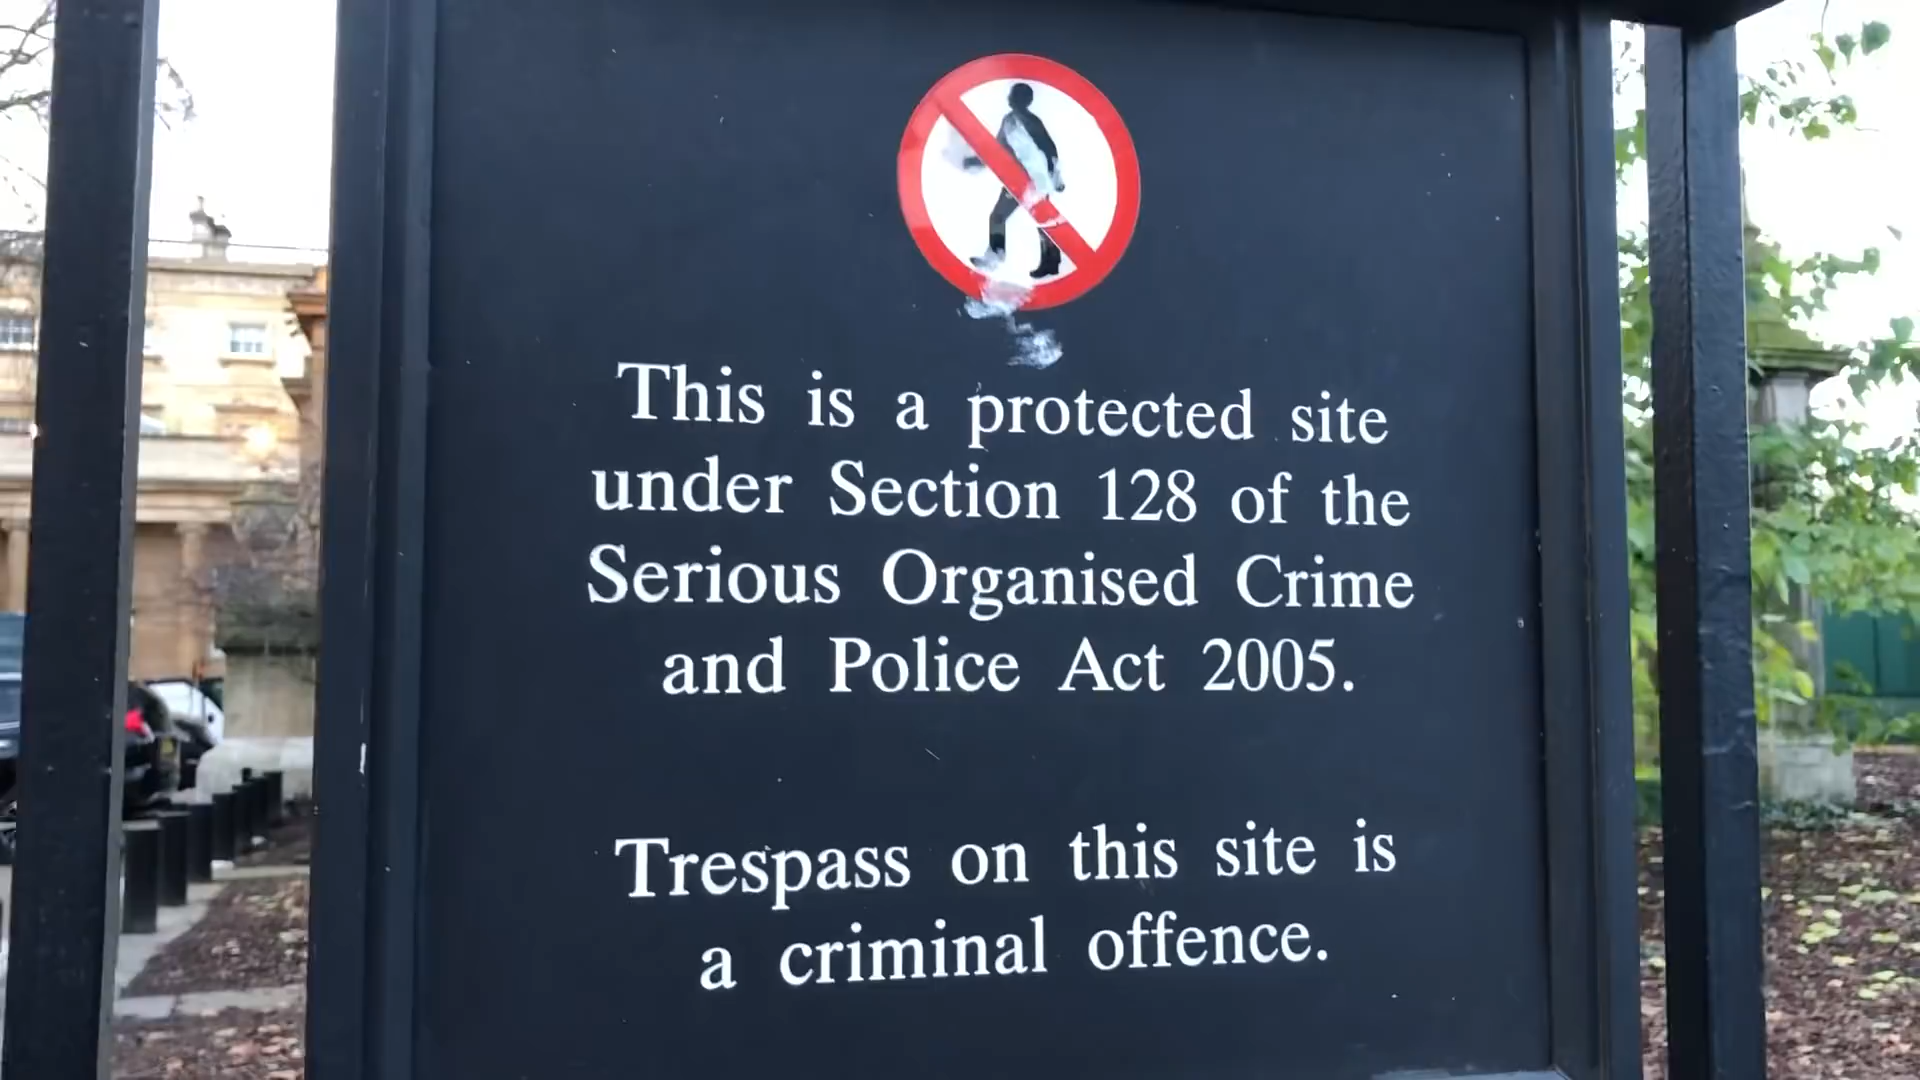 This is a protected site
under Section 128 of the
Serious Organised Crime
and Police Act 2005.
Trespass on this site is
a criminal offence.